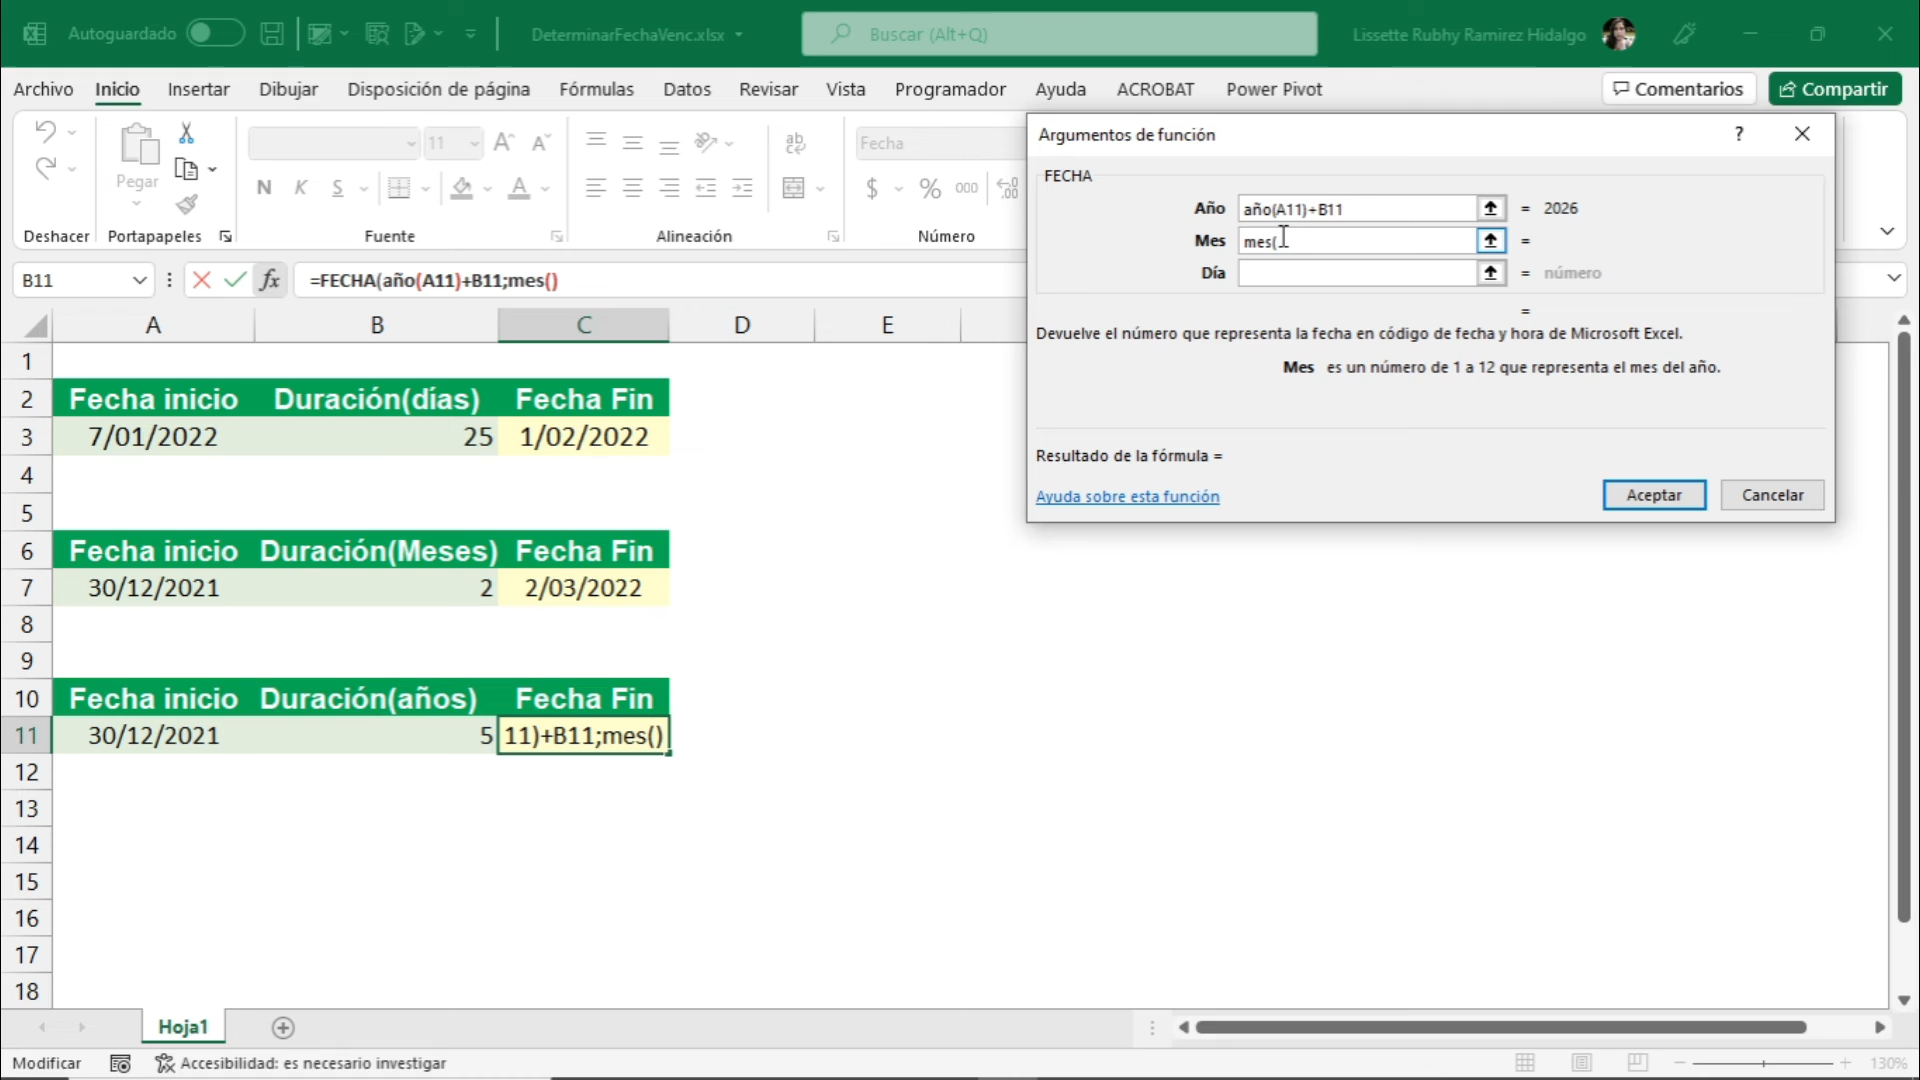 Autoguardado
DeterminarFechaVenc.xlsx
Buscar (Alt+Q)
Lissette Rubhy Ramirez Hidalgo
Archivo Inicio Insertar Dibujar Disposición de página Fórmulas Datos Revisar Vista Programador Ayuda ACROBAT Power Pivot
Comentarios
Compartir
Pegar
11
N K S
ab
Fecha
$ % 000
Deshacer Portapapeles Fuente Alineación Número
B11
fx
=FECHA(año(A11)+B11;mes()
Argumentos de función ?
FECHA
Año año(A11)+B11 = 2026
Mes mes( =
Día = número
=
Devuelve el número que representa la fecha en código de fecha y hora de Microsoft Excel.
Mes es un número de 1 a 12 que representa el mes del año.
Resultado de la fórmula =
Ayuda sobre esta función
Aceptar
Cancelar
A B C D E
1
2 Fecha inicio Duración(días) Fecha Fin
3 7/01/2022 25 1/02/2022
4
5
6 Fecha inicio Duración(Meses) Fecha Fin
7 30/12/2021 2 2/03/2022
8
9
10 Fecha inicio Duración(años) Fecha Fin
11 30/12/2021 5 11)+B11;mes()
12
13
14
15
16
17
18
Hoja1
Modificar
Accesibilidad: es necesario investigar
130%